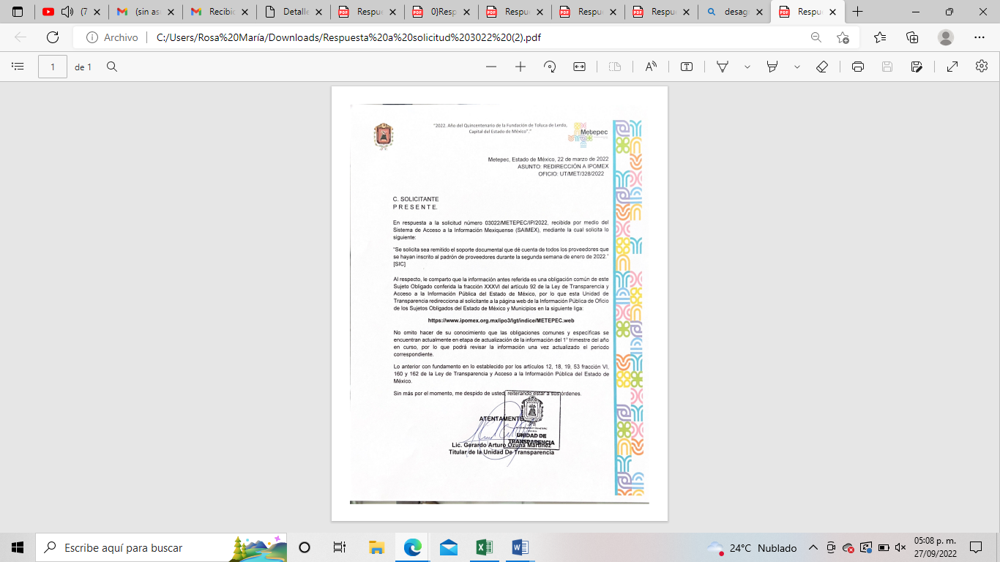 (7
(sin as
Recibic
Detalle
Respue
0}Resp
Respue
Respue
Respue
desag
Respue
Archivo
C:/Users/Rosa%20María/Downloads/Respuesta%20a%20solicitud%203022%20(2).pdf
1 de 1
"2022. Año del Quincentenario de la Fundación de Toluca de Lerdo,
Capital del Estado de México"."
Metepec
Metepec, Estado de México, 22 de marzo de 2022
ASUNTO: REDIRECCIÓN A IPOMEX
OFICIO: UT/MET/328/2022
C. SOLICITANTE
P R E S E N T E.
En respuesta a la solicitud número 03022/METEPEC/IP/2022, recibida por medio del
Sistema de Acceso a la Información Mexiquense (SAIMEX), mediante la cual solicita lo
siguiente:
"Se solicita sea remitido el soporte documental que dé cuenta de todos los proveedores que
se hayan inscrito al padrón de proveedores durante la segunda semana de enero de 2022."
[SIC]
Al respecto, le comparto que la información antes referida es una obligación común de este
Sujeto Obligado conferida la fracción XXXVI del artículo 92 de la Ley de Transparencia y
Acceso a la Información Pública del Estado de México, por lo que esta Unidad de
Transparencia redirecciona al solicitante a la página web de la Información Pública de Oficio
de los Sujetos Obligados del Estado de México y Municipios en la siguiente liga:
https://www.ipomex.org.mx/ipo3/lgt/indice/METEPEC.web
No omito hacer de su conocimiento que las obligaciones comunes y específicas se
encuentran actualmente en etapa de actualización de la información del 1° trimestre del año
en curso, por lo que podrá revisar la información una vez actualizado el periodo
correspondiente.
Lo anterior con fundamento en lo establecido por los artículos 12, 18, 19, 53 fracción VI,
160 y 162 de la Ley de Transparencia y Acceso a la Información Pública del Estado de
México.
Sin más por el momento, me despido de usted, reiterando estar a sus órdenes.
ATENTAMENTE
UNIDAD DE
TRANSPARENCIA
Lic. Gerardo Arturo Ozuna Martínez
Titular de la Unidad De Transparencia
Escribe aquí para buscar
24°C Nublado
05:08 p. m.
27/09/2022